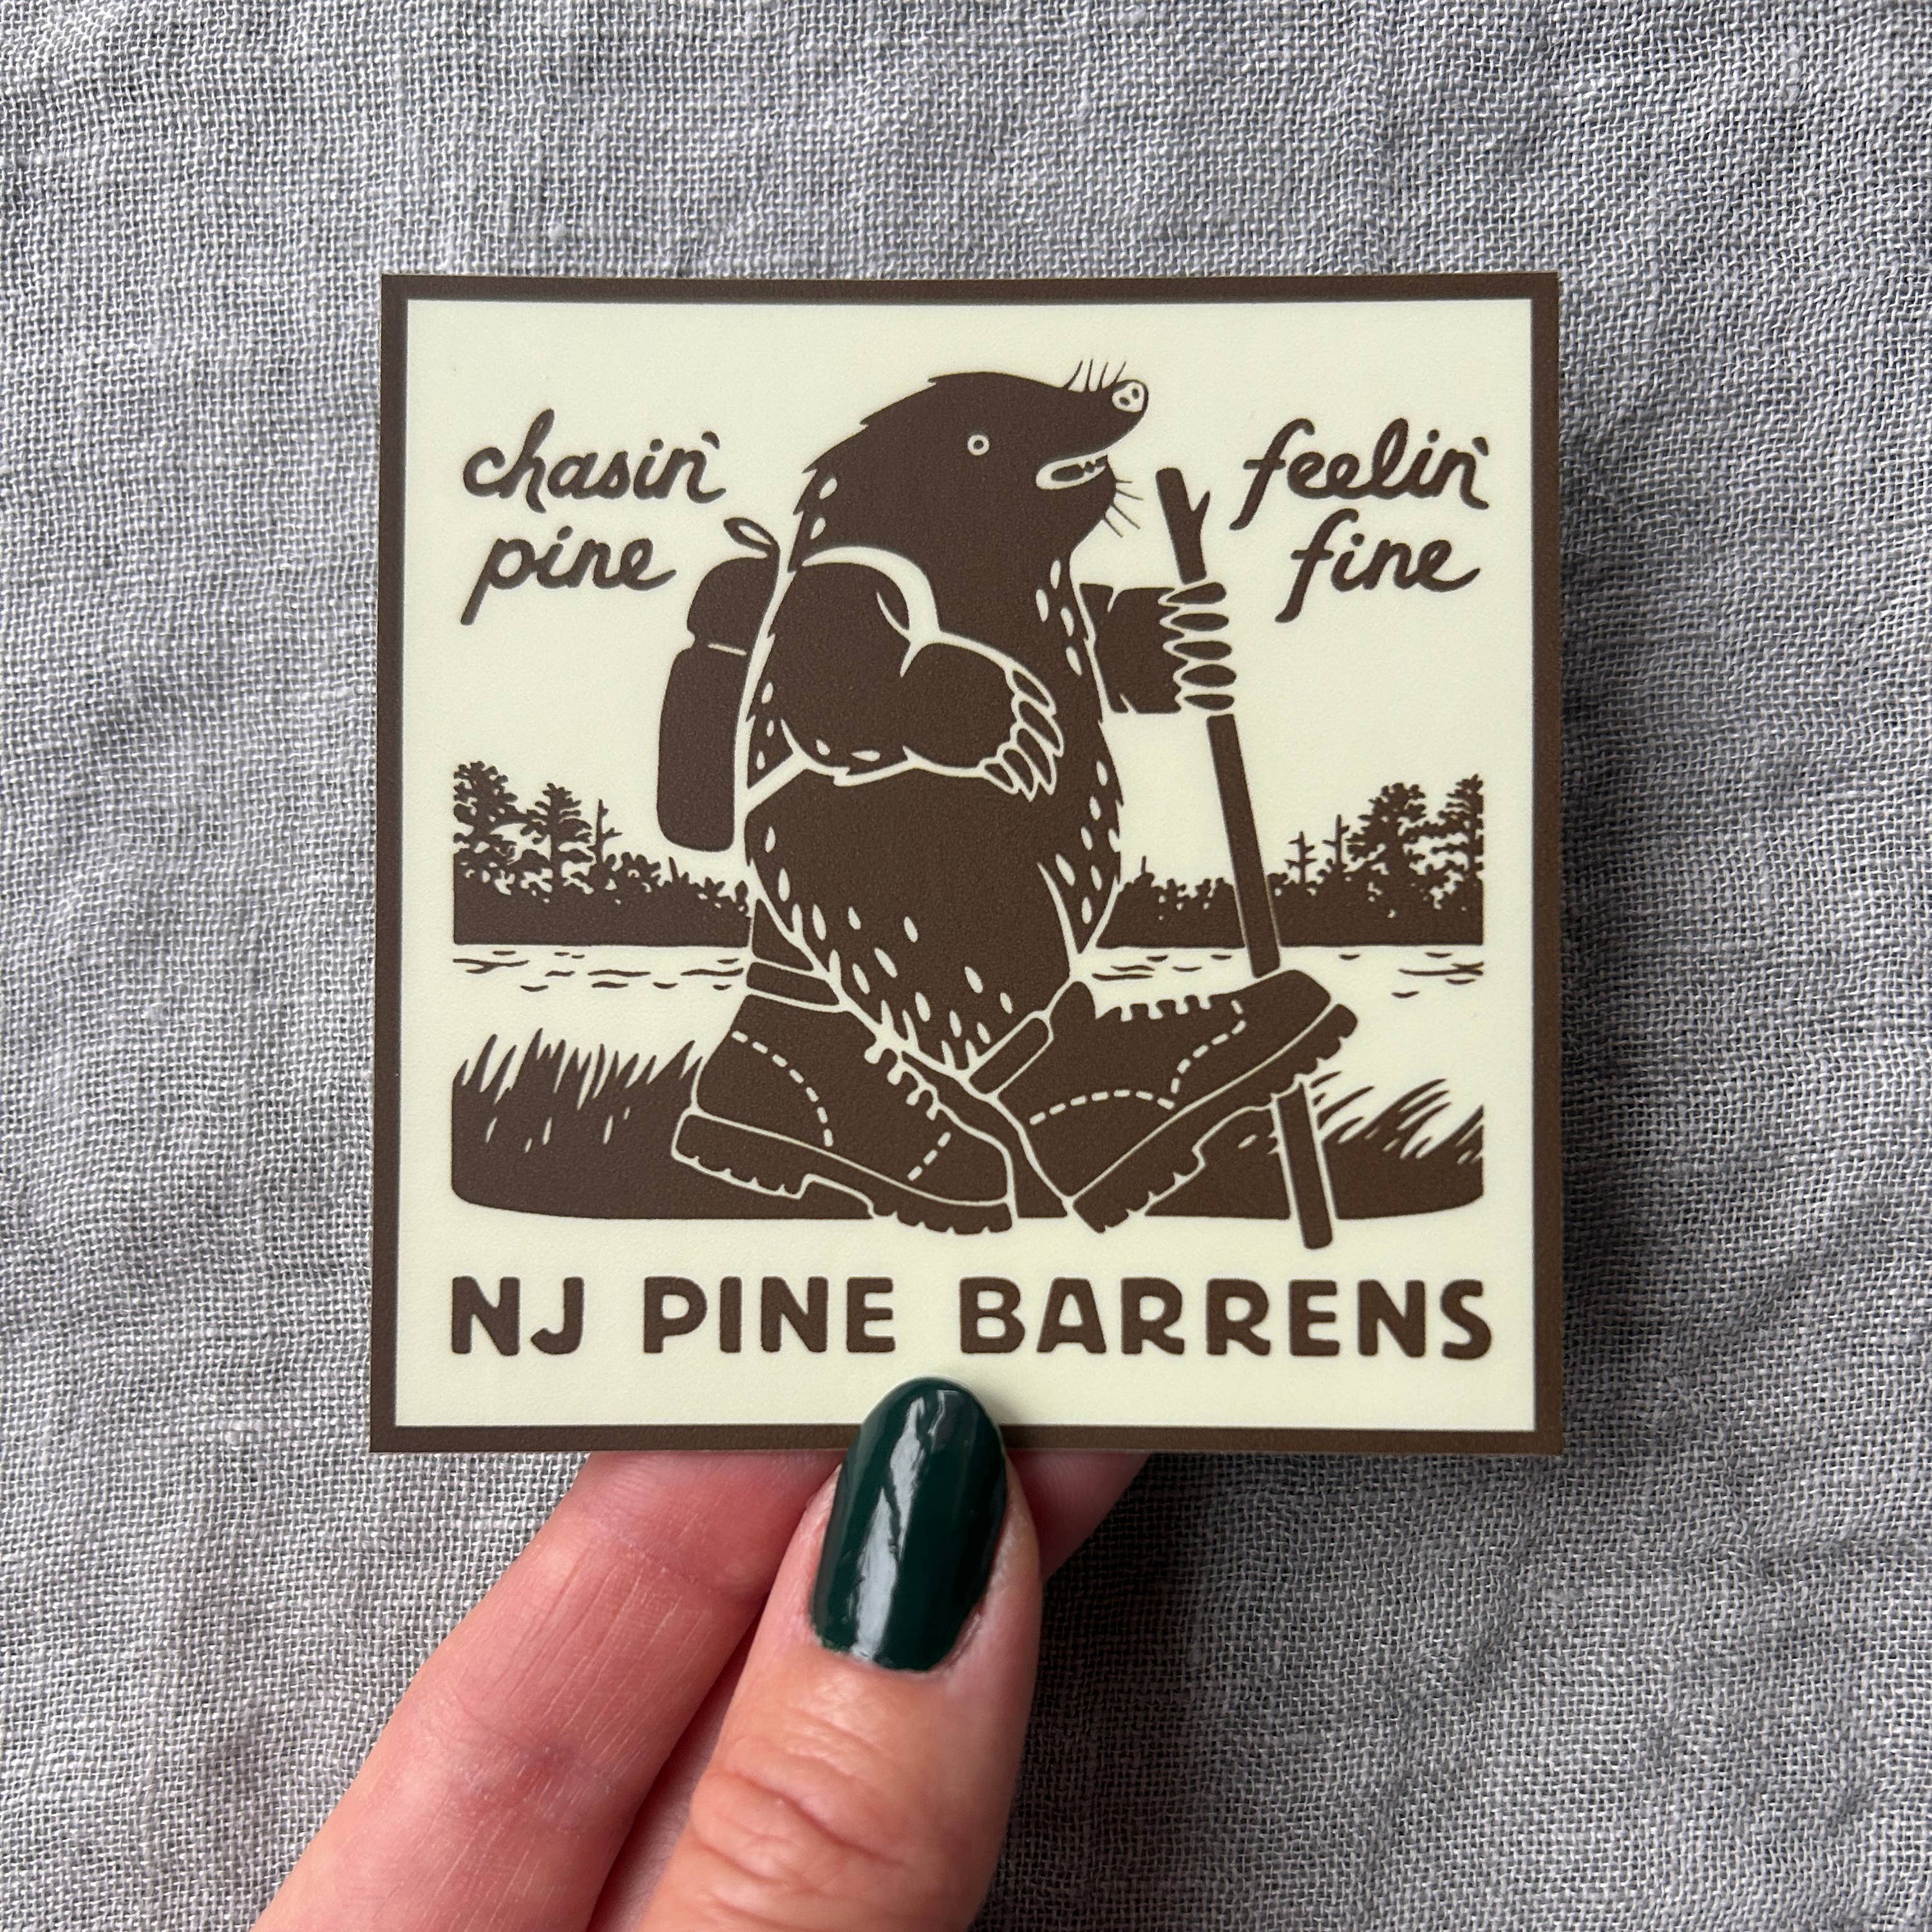 chasin'
pine
feelin'
fine
NJ PINE BARRENS